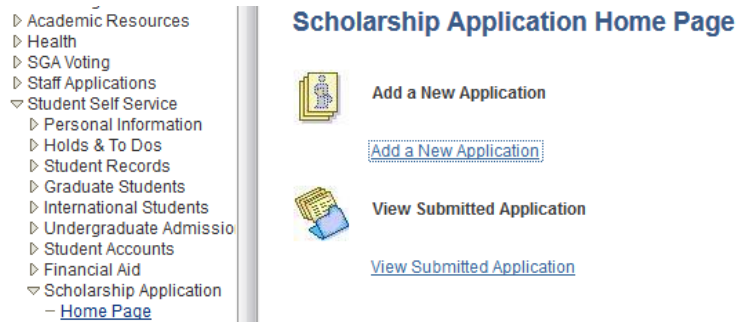 Academic Resources
Health
SGA Voting
Staff Applications
Student Self Service
Personal Information
Holds & To Dos
Student Records
Graduate Students
International Students
Undergraduate Admissio
Student Accounts
Financial Aid
Scholarship Application
– Home Page
Scholarship Application Home Page
Add a New Application
Add a New Application
View Submitted Application
View Submitted Application